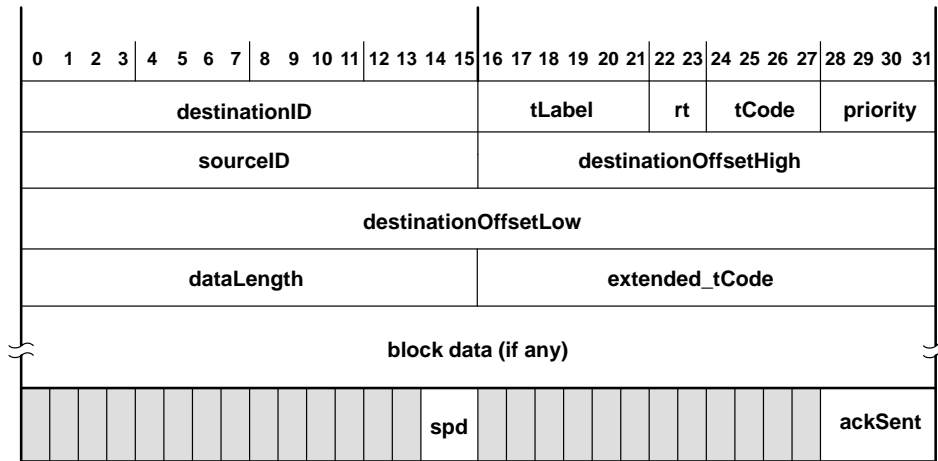 0 1 2 3 4 5 6 7 8 9 10 11 12 13 14 15 16 17 18 19 20 21 22 23 24 25 26 27 28 29 30 31
destinationID tLabel rt tCode priority
sourceID destinationOffsetHigh
destinationOffsetLow
dataLength extended_tCode
block data (if any)
spd ackSent